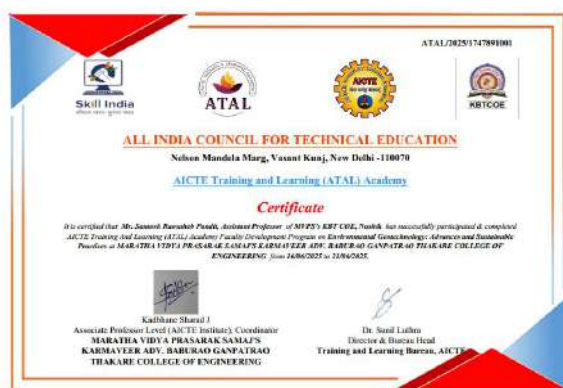 ATAL/2025/1747891001
Skill India
ATAL
AICTE
KBTCOE
ALL INDIA COUNCIL FOR TECHNICAL EDUCATION
Nelson Mandela Marg, Vasant Kunj, New Delhi -110070
AICTE Training and Learning (ATAL) Academy
Certificate
It is certified that Mr. Santosh Raosaheb Pandit, Assistant Professor of MVPS's KBT COE, Nashik has successfully participated & completed
AICTE Training And Learning (ATAL) Academy Faculty Development Program on Environmental Geotechnology: Advances and Sustainable
Practices at MARATHA VIDYA PRASARAK SAMAJ'S KARMAVEER ADV. BABURAO GANPATRAO THAKARE COLLEGE OF
ENGINEERING from 16/06/2025 to 21/06/2025.
Kadbhane Sharad J
Associate Professor Level (AICTE Institute), Coordinator
MARATHA VIDYA PRASARAK SAMAJ'S
KARMAVEER ADV. BABURAO GANPATRAO
THAKARE COLLEGE OF ENGINEERING
Dr. Sunil Luthra
Director & Bureau Head
Training and Learning Bureau, AICTE